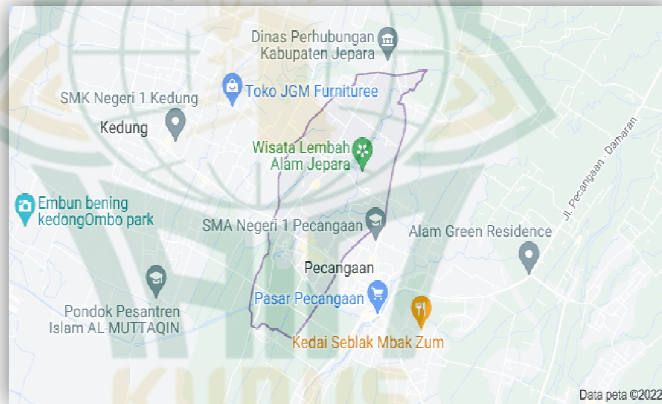 Dinas Perhubungan
Kabupaten Jepara
SMK Negeri 1 Kedung
Toko JGM Furnituree
Kedung
Wisata Lembah
Alam Jepara
Jl. Pecangaan - Damaran
Embun bening
kedongOmbo park
SMA Negeri 1 Pecangaan
Alam Green Residence
Pecangaan
Pondok Pesantren
Islam AL-MUTTAQIN
Pasar Pecangaan
Kedai Seblak Mbak Zum
KUDUS
Data peta ©2022